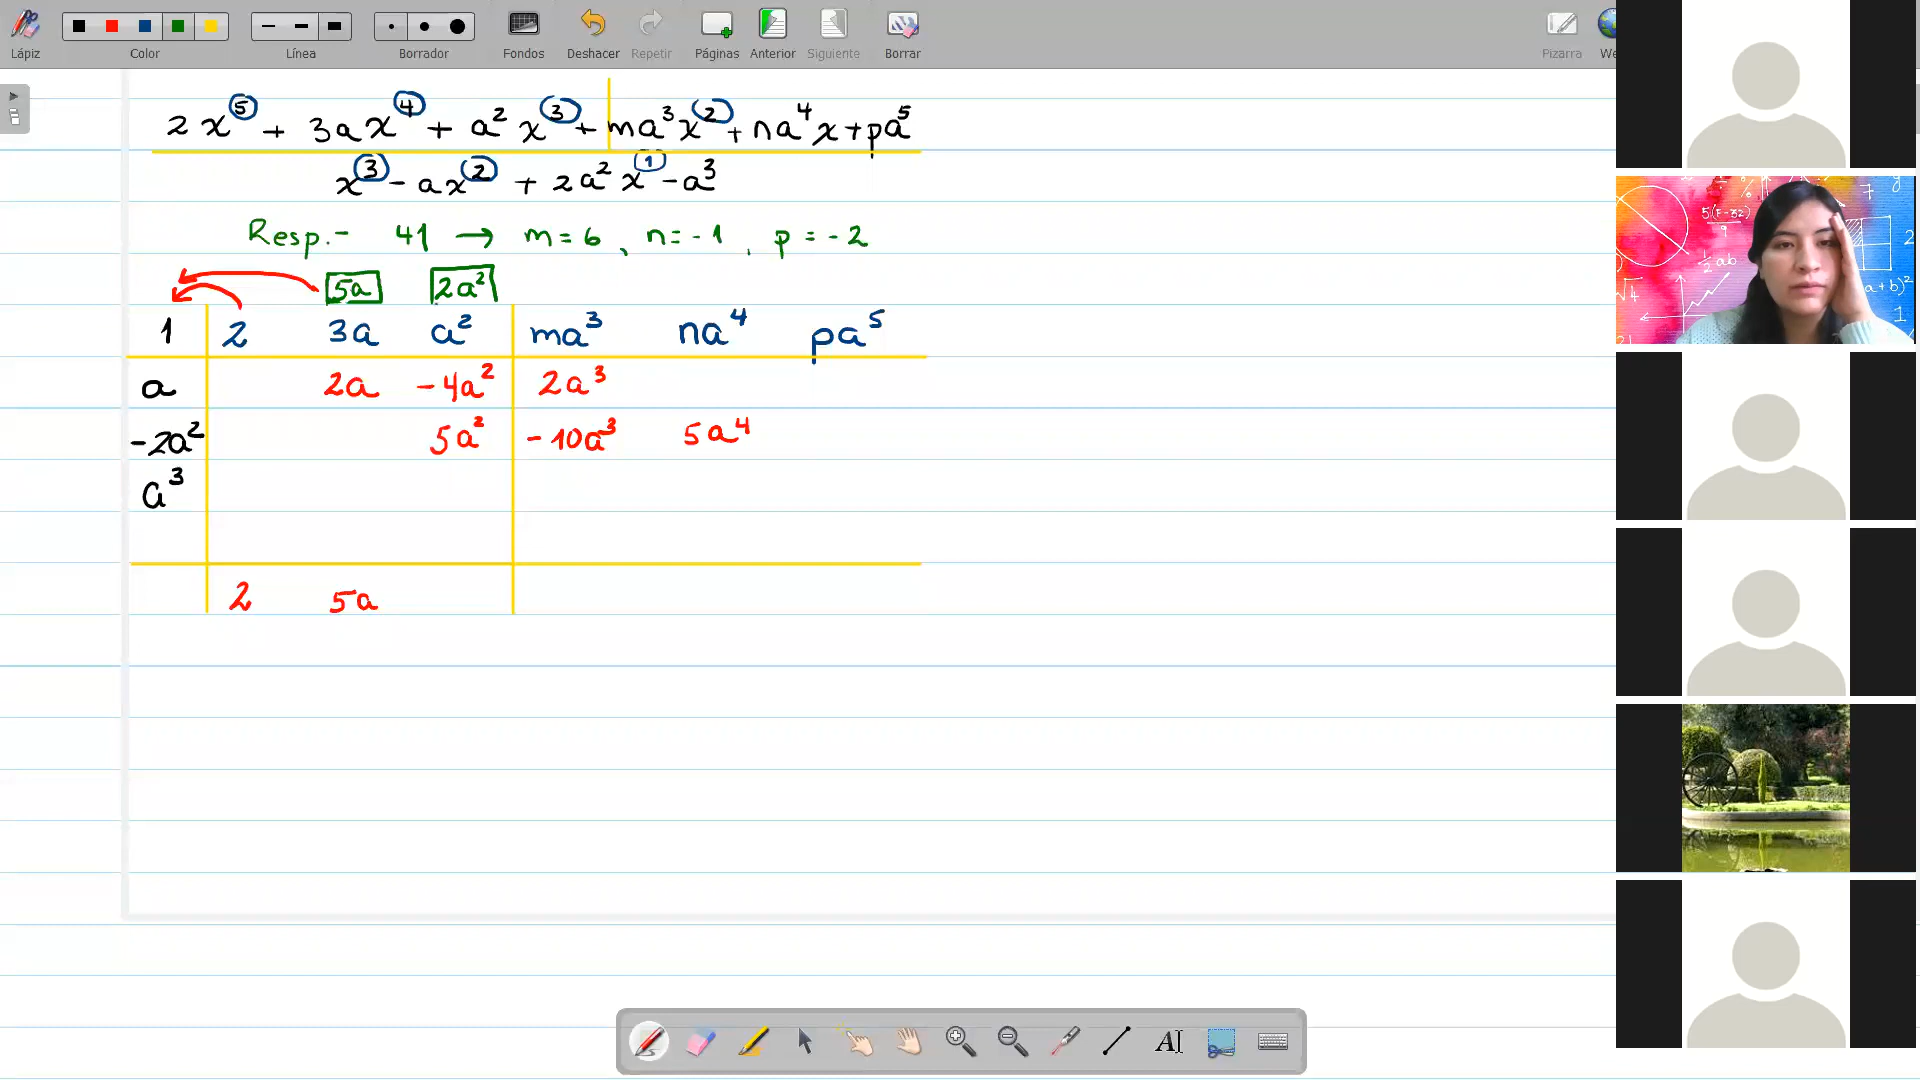 Lápiz Color Línea Borrador Fondos Deshacer Repetir Páginas Anterior Siguiente Borrar Pizarra
2x⁵ + 3ax⁴ + a²x³ + ma³x² + na⁴x + pa⁵
x³ - ax² + 2a²x¹ - a³
Resp.- 41 → m = 6, n = -1, p = -2
5a 2a²
1 2 3a a² ma³ na⁴ pa⁵
a 2a -4a² 2a³
-2a² 5a² -10a³ 5a⁴
a³
2 5a
AI